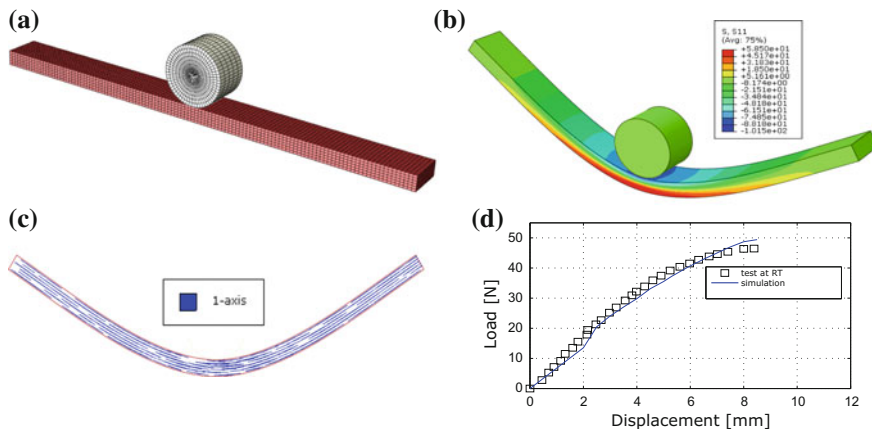 (a)
(b)
S, S11
(Avg: 75%)
+5.850e+01
+4.517e+01
+3.183e+01
+1.850e+01
+5.161e+00
-8.174e+00
-2.151e+01
-3.484e+01
-4.818e+01
-6.151e+01
-7.485e+01
-8.818e+01
-1.015e+02
(c)
1-axis
(d)
50
40
30
20
10
0
Load [N]
test at RT
simulation
0 2 4 6 8 10 12
Displacement [mm]